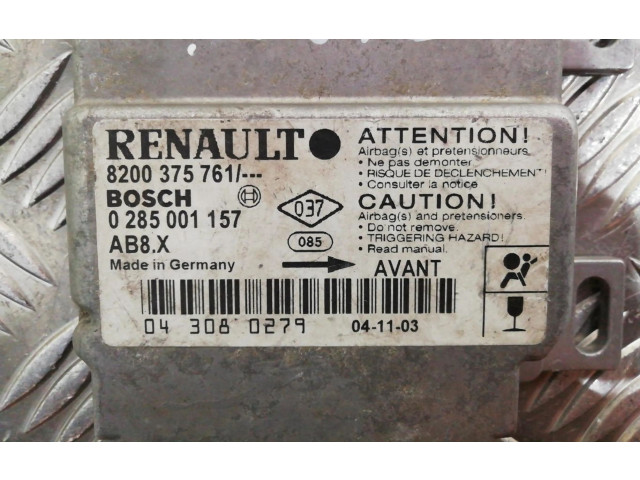 RENAULT
8200 375 761/---
BOSCH
0 285 001 157
AB8.X
Made in Germany
037
085
AVANT
ATTENTION!
Airbag(s) et pretensionneurs
• Ne pas demonter
• RISQUE DE DECLENCHEMENT!
• Consulter la notice
CAUTION!
Airbag(s) and pretensioners
• Do not remove.
• TRIGGERING HAZARD!
• Read manual.
04 308 0279
04-11-03